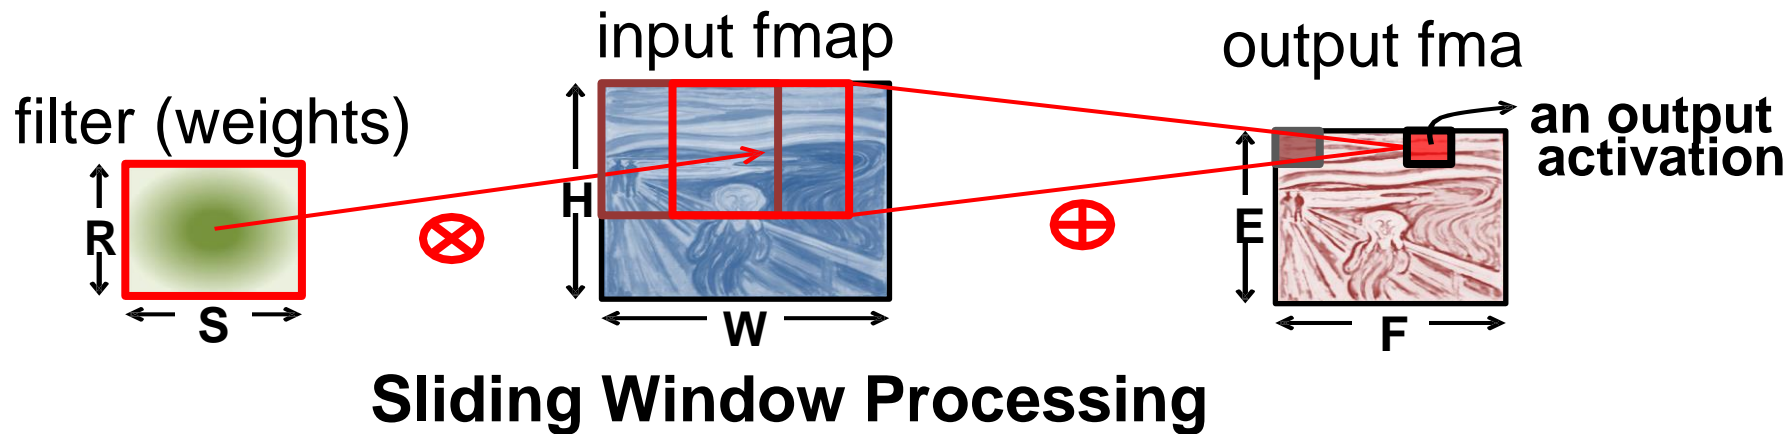 input fmap
output fma
filter (weights)
an output
activation
R
H
E
S
W
F
Sliding Window Processing